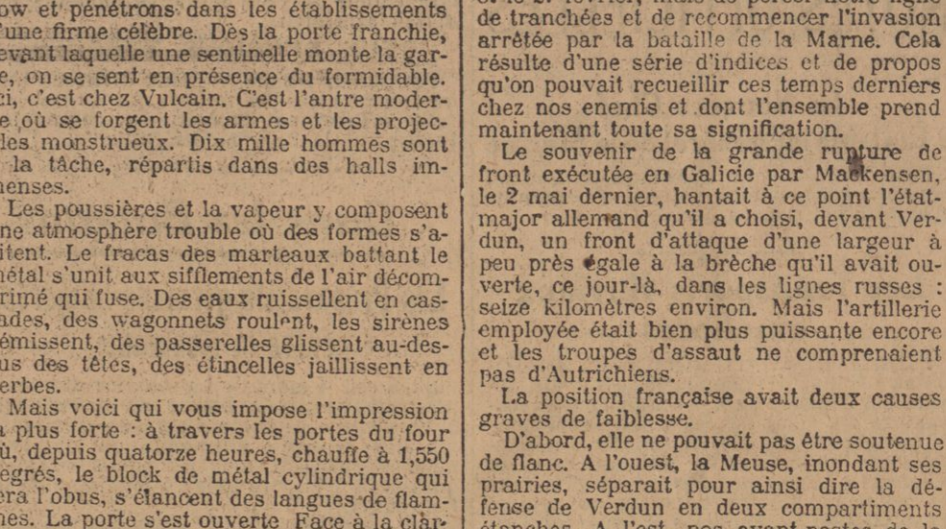 ow et pénétrons dans les établissements
'une firme célèbre. Dès la porte franchie,
evant laquelle une sentinelle monte la gar-
e, on se sent en présence du formidable.
ci, c'est chez Vulcain. C'est l'antre moder-
e où se forgent les armes et les projec-
les monstrueux. Dix mille hommes sont
la tâche, répartis dans des halls im-
enses.
Les poussières et la vapeur y composent
ne atmosphère trouble où des formes s'a-
itent. Le fracas des marteaux battant le
étal s'unit aux sifflements de l'air décom-
rimé qui fuse. Des eaux ruissellent en cas-
ades, des wagonnets roulent, les sirènes
émissent, des passerelles glissent au-des-
us des têtes, des étincelles jaillissent en
erbes.
Mais voici qui vous impose l'impression
a plus forte : à travers les portes du four
ù, depuis quatorze heures, chauffe à 1,550
egrés, le block de métal cylindrique qui
era l'obus, s'élancent des langues de flam-
es. La porte s'est ouverte Face à la clar-
de tranchées et de recommencer l'invasion
arrêtée par la bataille de la Marne. Cela
résulte d'une série d'indices et de propos
qu'on pouvait recueillir ces temps derniers
chez nos enemis et dont l'ensemble prend
maintenant toute sa signification.
Le souvenir de la grande rupture de
front exécutée en Galicie par Mackensen,
le 2 mai dernier, hantait à ce point l'état-
major allemand qu'il a choisi, devant Ver-
dun, un front d'attaque d'une largeur à
peu près égale à la brèche qu'il avait ou-
verte, ce jour-là, dans les lignes russes :
seize kilomètres environ. Mais l'artillerie
employée était bien plus puissante encore
et les troupes d'assaut ne comprenaient
pas d'Autrichiens.
La position française avait deux causes
graves de faiblesse.
D'abord, elle ne pouvait pas être soutenue
de flanc. A l'ouest, la Meuse, inondant ses
prairies, séparait pour ainsi dire la dé-
fense de Verdun en deux compartiments